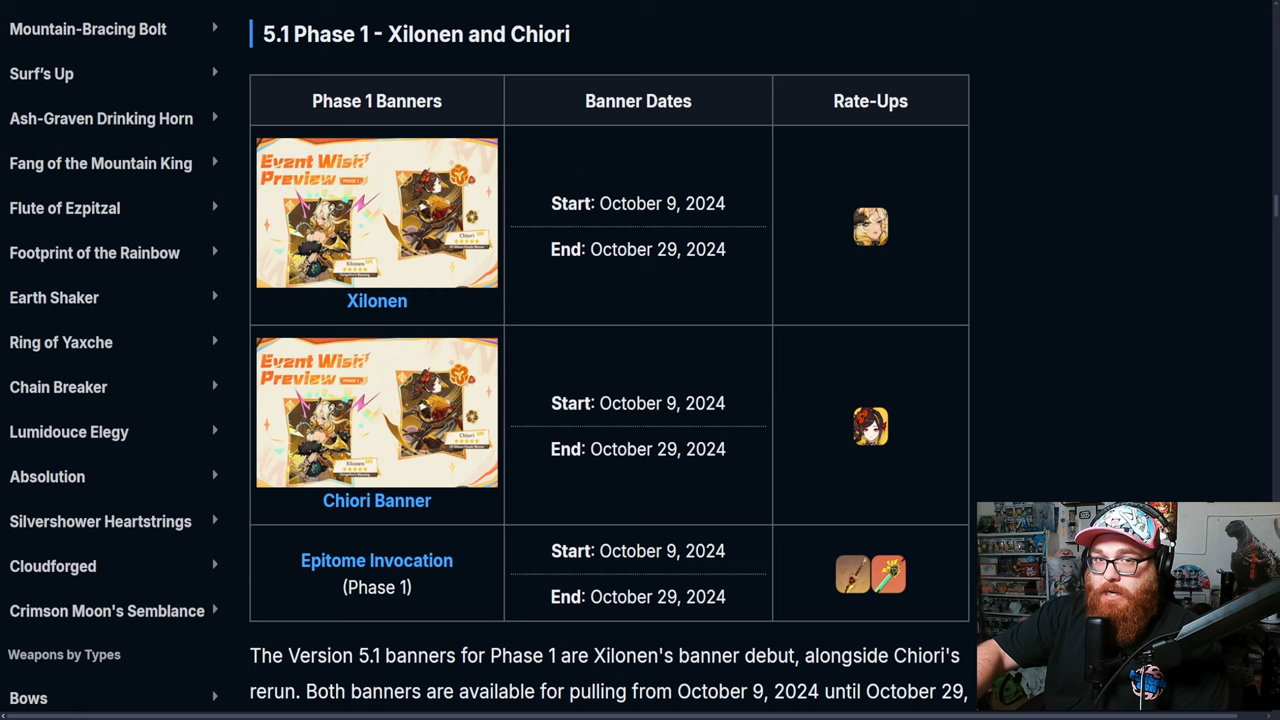 Mountain-Bracing Bolt
Surf's Up
Ash-Graven Drinking Horn
Fang of the Mountain King
Flute of Ezpitzal
Footprint of the Rainbow
Earth Shaker
Ring of Yaxche
Chain Breaker
Lumidouce Elegy
Absolution
Silvershower Heartstrings
Cloudforged
Crimson Moon's Semblance
Weapons by Types
Bows
5.1 Phase 1 - Xilonen and Chiori
Phase 1 Banners
Banner Dates
Rate-Ups
Event Wish
Preview
Chiori
Xilonen
Xilonen
Start: October 9, 2024
End: October 29, 2024
Event Wish
Preview
Chiori
Xilonen
Chiori Banner
Start: October 9, 2024
End: October 29, 2024
Epitome Invocation
(Phase 1)
Start: October 9, 2024
End: October 29, 2024
The Version 5.1 banners for Phase 1 are Xilonen's banner debut, alongside Chiori's
rerun. Both banners are available for pulling from October 9, 2024 until October 29,